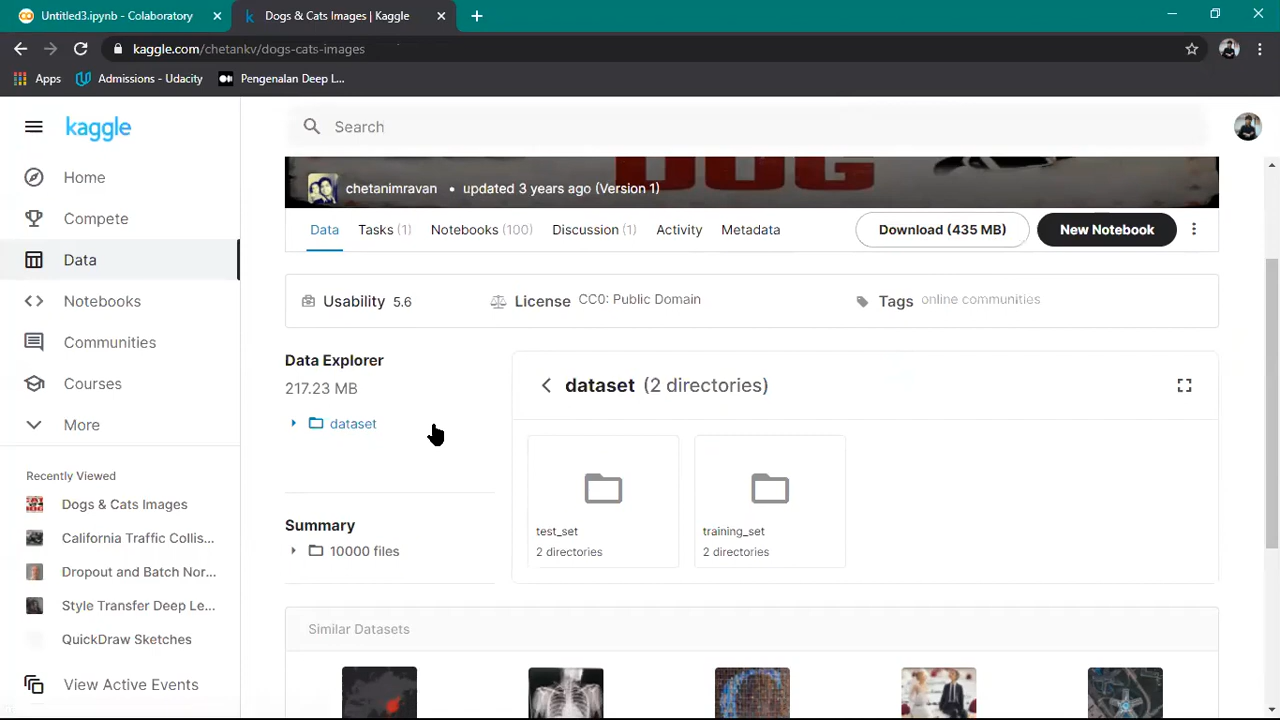 Untitled3.ipynb - Colaboratory
Dogs & Cats Images | Kaggle
kaggle.com/chetankv/dogs-cats-images
Apps
Admissions - Udacity
Pengenalan Deep L...
kaggle
Search
Home
Compete
Data
Notebooks
Communities
Courses
More
Recently Viewed
Dogs & Cats Images
California Traffic Collis...
Dropout and Batch Nor...
Style Transfer Deep Le...
QuickDraw Sketches
View Active Events
DOG
chetanimravan • updated 3 years ago (Version 1)
Data Tasks (1) Notebooks (100) Discussion (1) Activity Metadata Download (435 MB) New Notebook
Usability 5.6 License CC0: Public Domain Tags online communities
Data Explorer
217.23 MB
dataset
Summary
10000 files
dataset (2 directories)
test_set
2 directories
training_set
2 directories
Similar Datasets